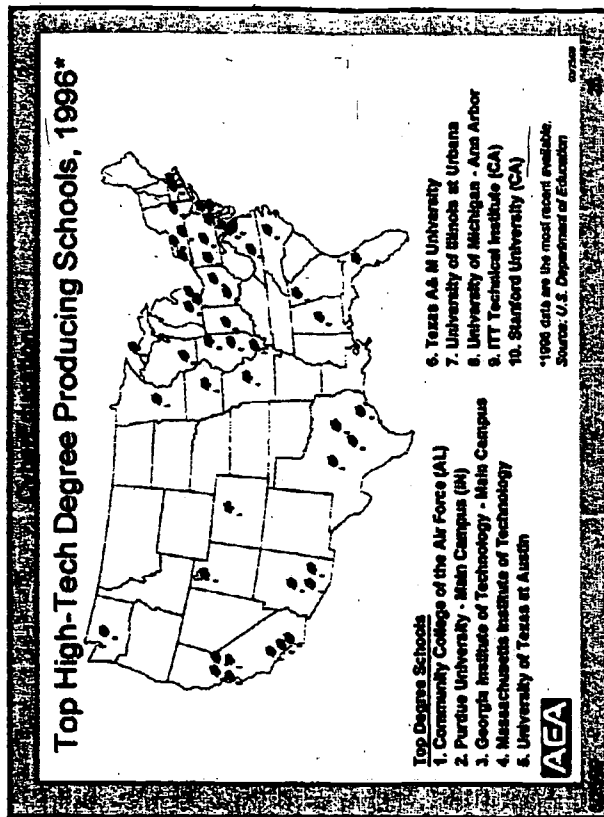 Top High-Tech Degree Producing Schools, 1996*
Top Degree Schools
1. Community College of the Air Force (AL)
2. Purdue University - Main Campus (IN)
3. Georgia Institute of Technology - Main Campus
4. Massachusetts Institute of Technology
5. University of Texas at Austin
6. Texas A & M University
7. University of Illinois at Urbana
8. University of Michigan - Ann Arbor
9. ITT Technical Institute (CA)
10. Stanford University (CA)
*1996 data are the most recent available.
Source: U.S. Department of Education
AEA